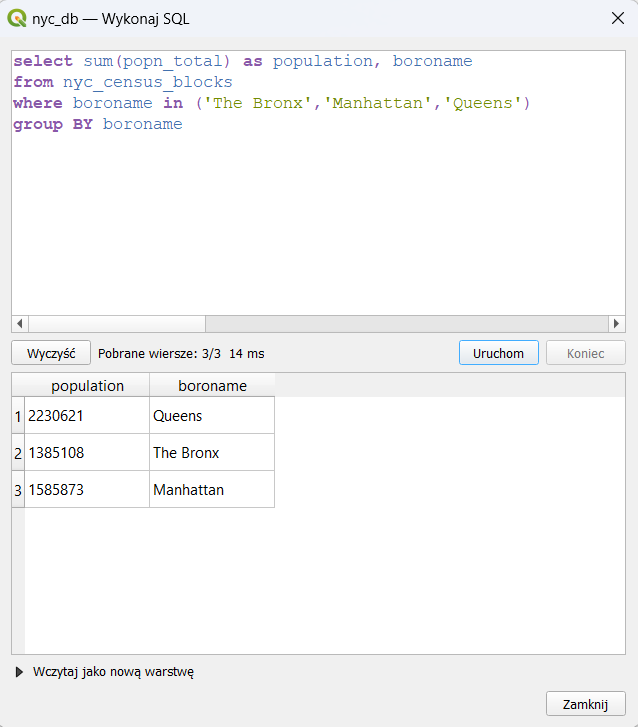 nyc_db — Wykonaj SQL
select sum(popn_total) as population, boroname
from nyc_census_blocks
where boroname in ('The Bronx','Manhattan','Queens')
group BY boroname
Wyczyść Pobrane wiersze: 3/3 14 ms Uruchom Koniec
population boroname
1 2230621 Queens
2 1385108 The Bronx
3 1585873 Manhattan
Wczytaj jako nową warstwę
Zamknij